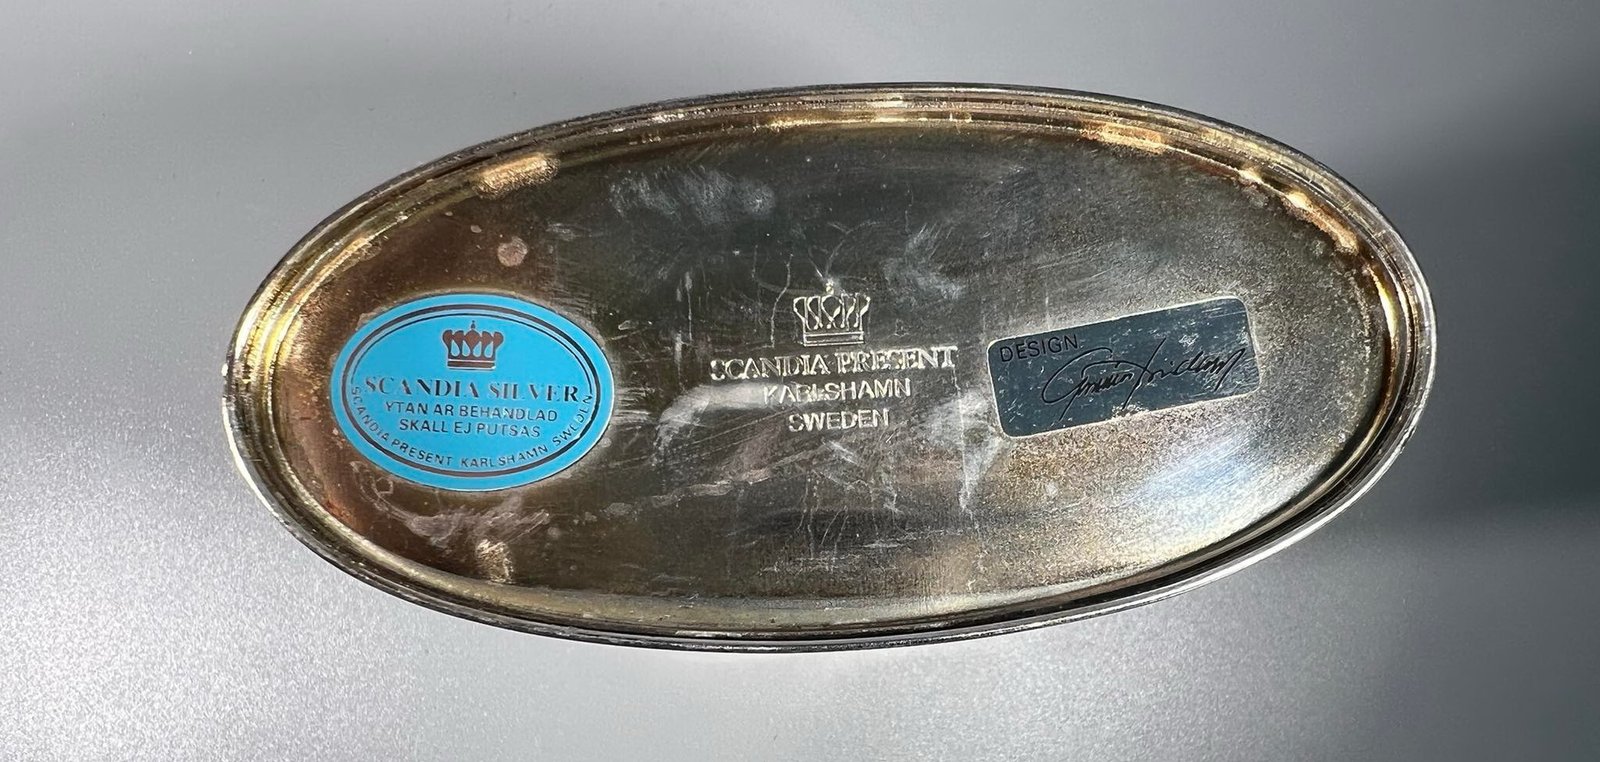 SCANDIA SILVER
YTAN AR BEHANDLAD
SKALL EJ PUTSAS
SCANDIA PRESENT KARLSHAMN SWEDEN
SCANDIA PRESENT
KARLSHAMN
SWEDEN
DESIGN